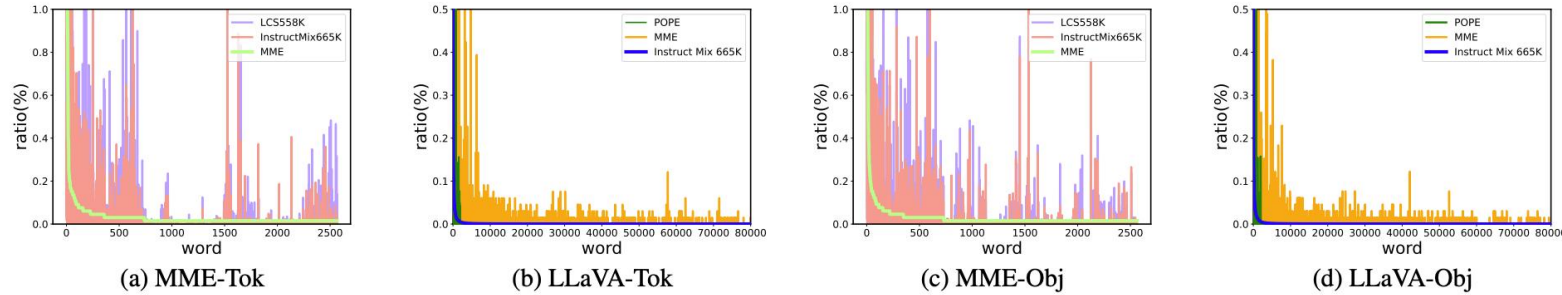 1.0
0.8
0.6
0.4
0.2
0.0
ratio(%)
0
500
1000
1500
2000
2500
word
LCS558K
InstructMix665K
MME
(a) MME-Tok
0.5
0.4
0.3
0.2
0.1
0.0
ratio(%)
0
10000
20000
30000
40000
50000
60000
70000
80000
word
POPE
MME
Instruct Mix 665K
(b) LLaVA-Tok
1.0
0.8
0.6
0.4
0.2
0.0
ratio(%)
0
500
1000
1500
2000
2500
word
LCS558K
InstructMix665K
MME
(c) MME-Obj
0.5
0.4
0.3
0.2
0.1
0.0
ratio(%)
0
10000
20000
30000
40000
50000
60000
70000
8000
word
POPE
MME
Instruct Mix 665K
(d) LLaVA-Obj